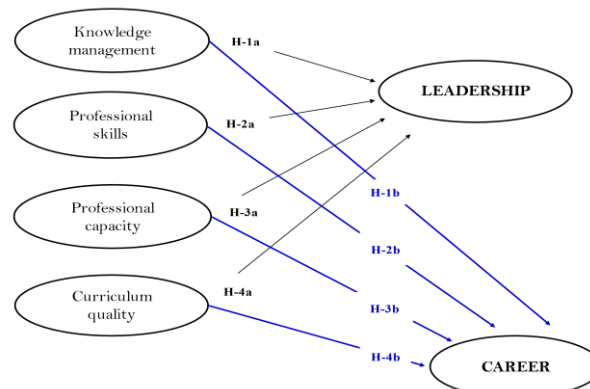 Knowledge
management
H-1a
LEADERSHIP
Professional
skills
H-2a
H-1b
Professional
capacity
H-3a
H-2b
Curriculum
quality
H-4a
H-3b
H-4b
CAREER